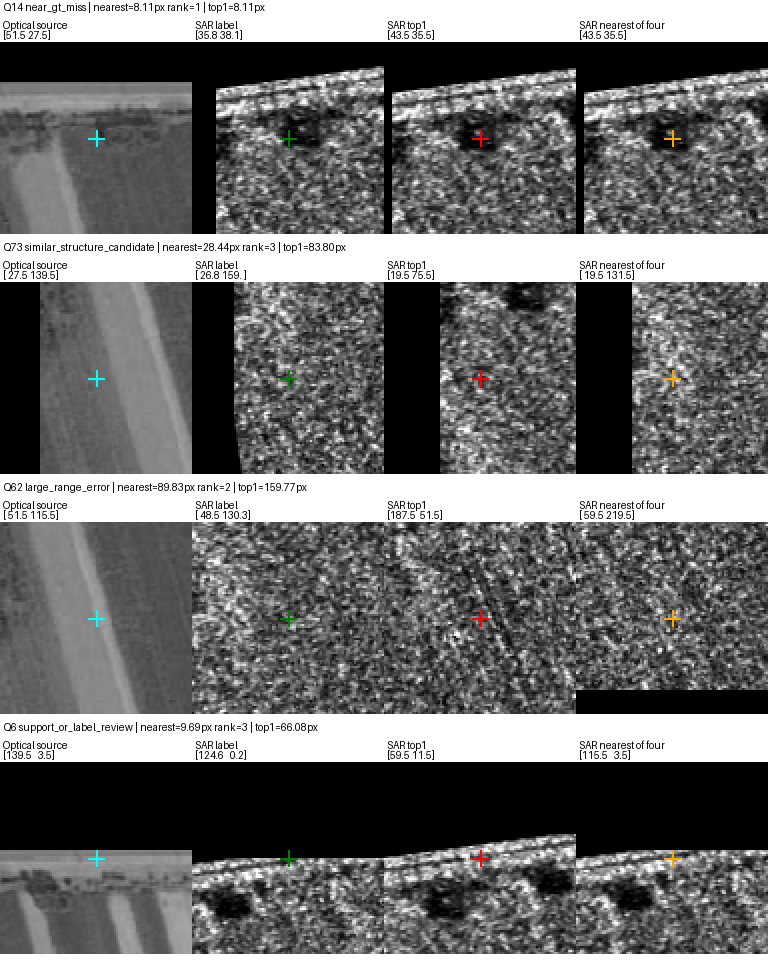 Q14 near_gt_miss | nearest=8.11px rank=1 | top1=8.11px
Optical source SAR label SAR top1 SAR nearest of four
[51.5 27.5] [35.8 38.1] [43.5 35.5] [43.5 35.5]
Q73 similar_structure_candidate | nearest=28.44px rank=3 | top1=83.80px
Optical source SAR label SAR top1 SAR nearest of four
[ 27.5 139.5] [ 26.8 159. ] [19.5 75.5] [ 19.5 131.5]
Q62 large_range_error | nearest=89.83px rank=2 | top1=159.77px
Optical source SAR label SAR top1 SAR nearest of four
[ 51.5 115.5] [ 48.5 130.3] [187.5 51.5] [ 59.5 219.5]
Q6 support_or_label_review | nearest=9.69px rank=3 | top1=66.08px
Optical source SAR label SAR top1 SAR nearest of four
[139.5 3.5] [124.6 0.2] [59.5 11.5] [115.5 3.5]